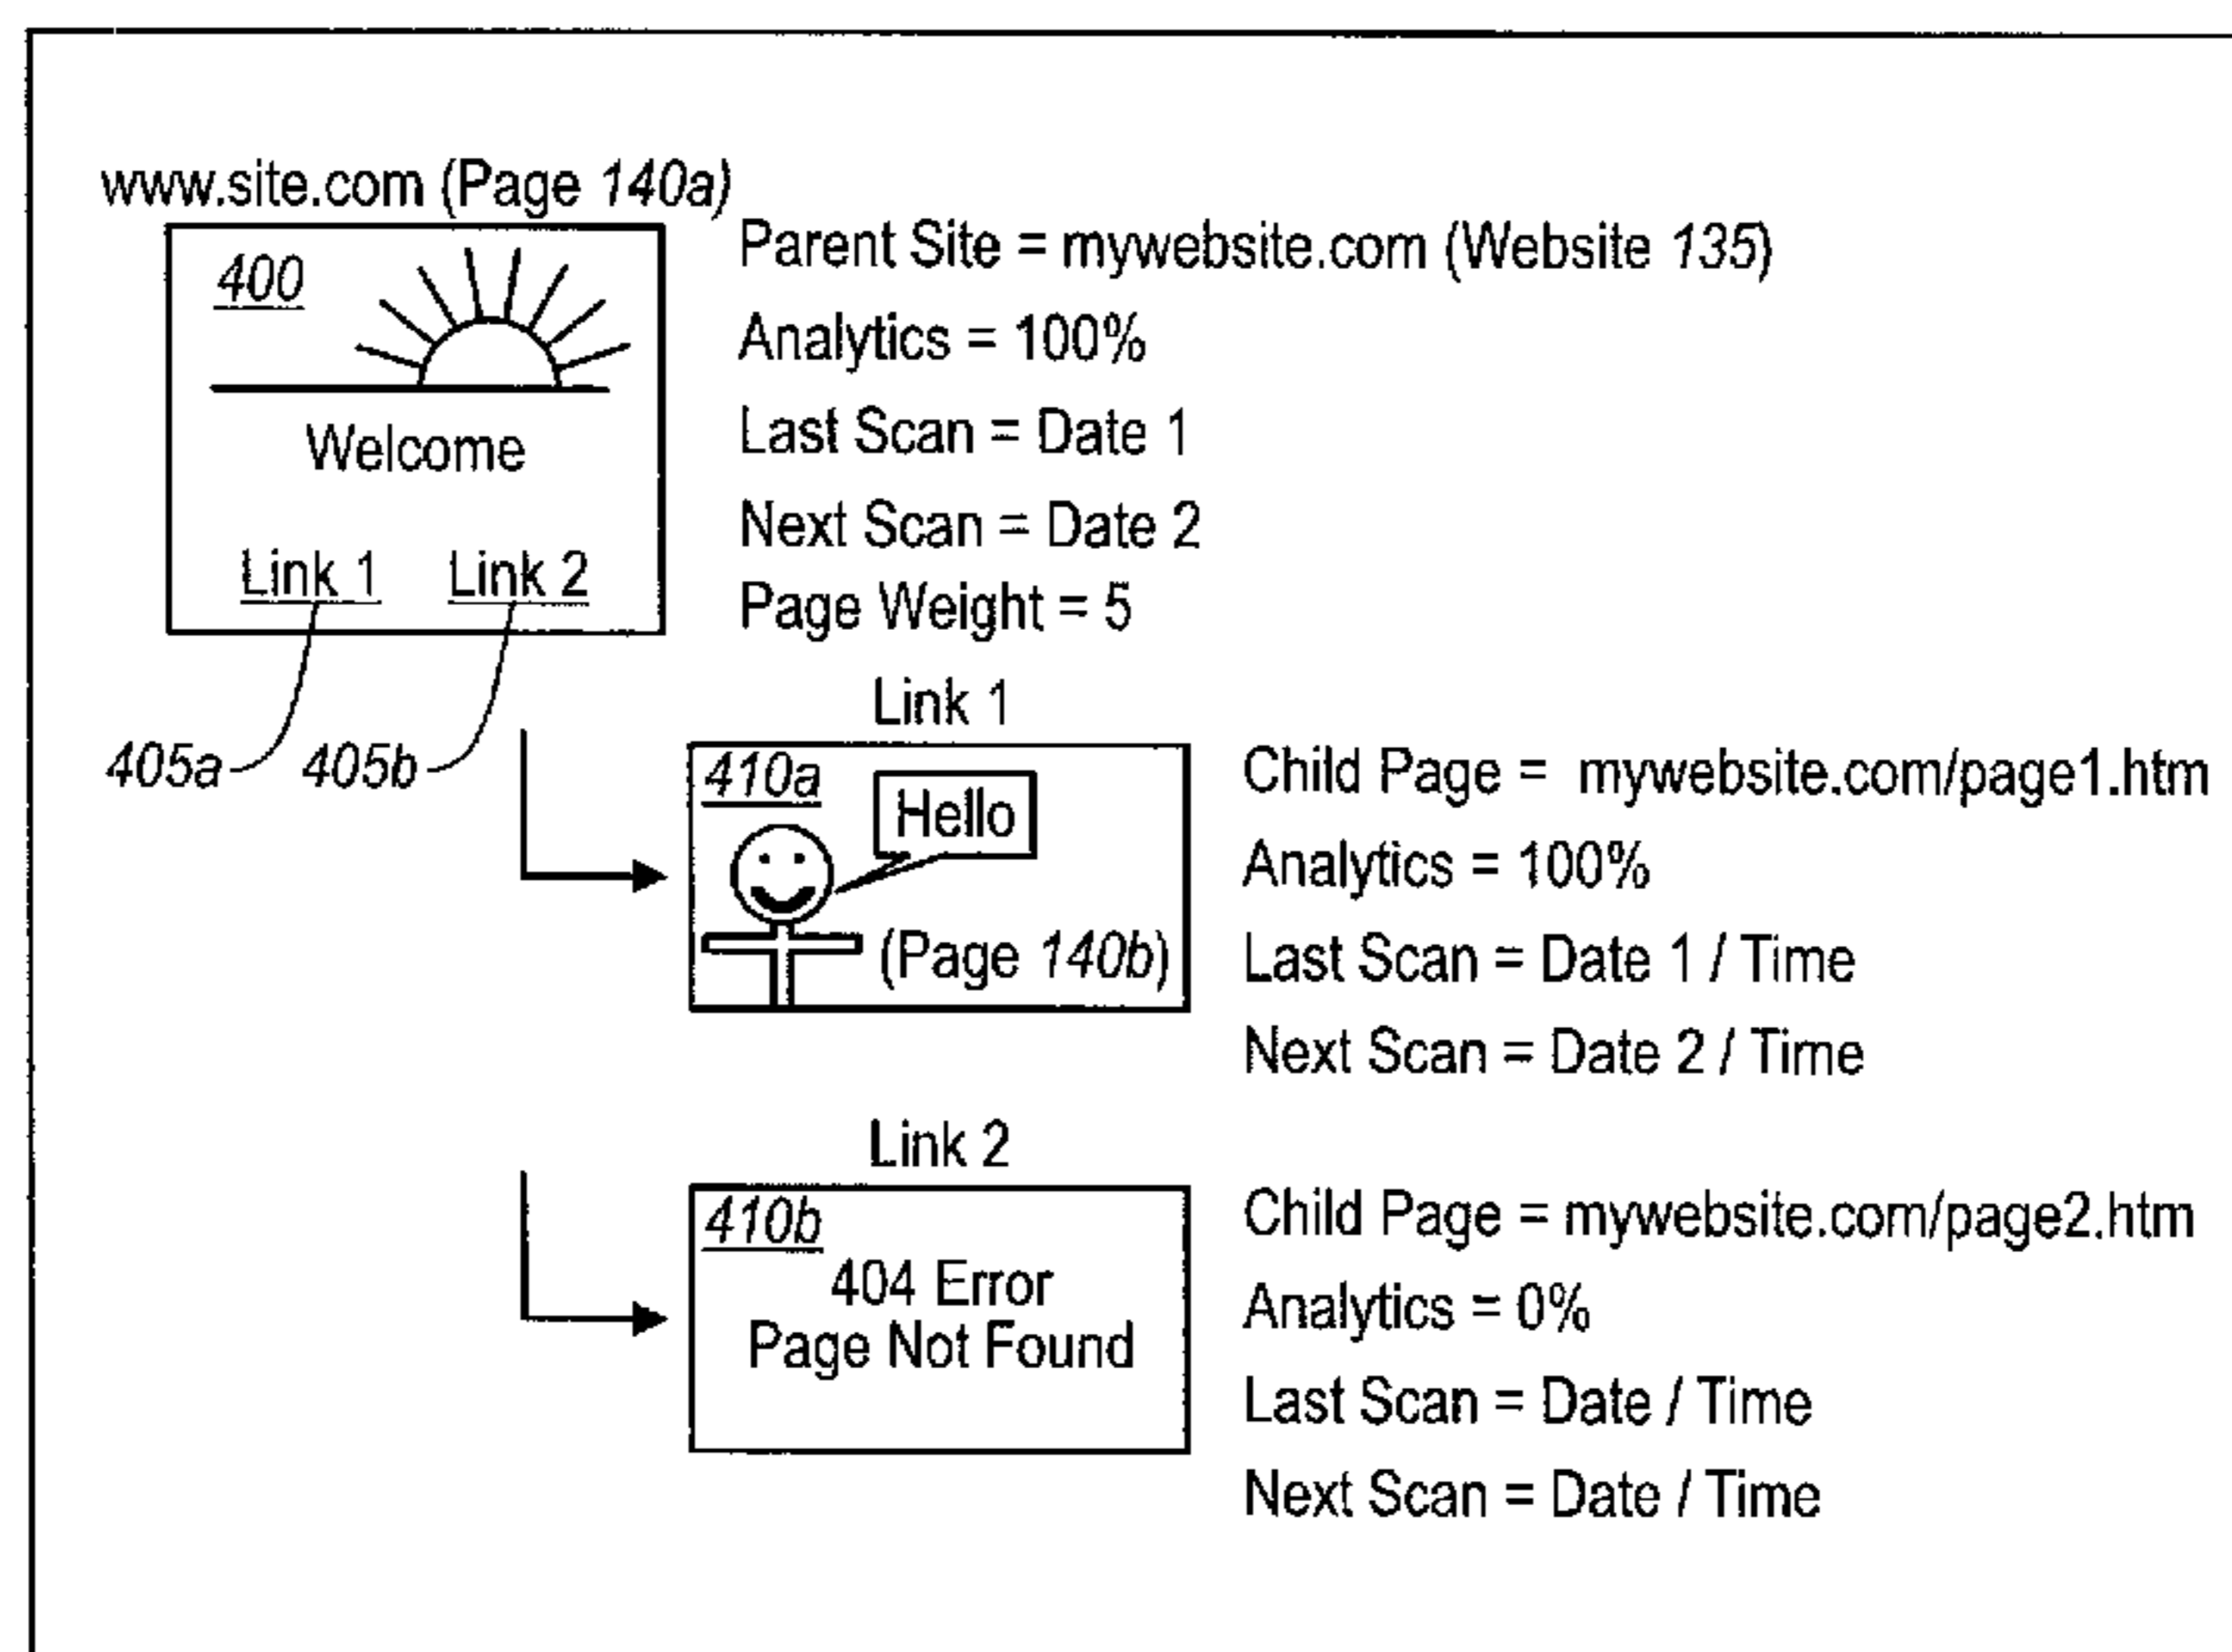 www.site.com (Page 140a)
400
Welcome
Link 1 Link 2
405a 405b
Parent Site = mywebsite.com (Website 135)
Analytics = 100%
Last Scan = Date 1
Next Scan = Date 2
Page Weight = 5
Link 1
410a
Hello
(Page 140b)
Child Page = mywebsite.com/page1.htm
Analytics = 100%
Last Scan = Date 1 / Time
Next Scan = Date 2 / Time
Link 2
410b
404 Error
Page Not Found
Child Page = mywebsite.com/page2.htm
Analytics = 0%
Last Scan = Date / Time
Next Scan = Date / Time